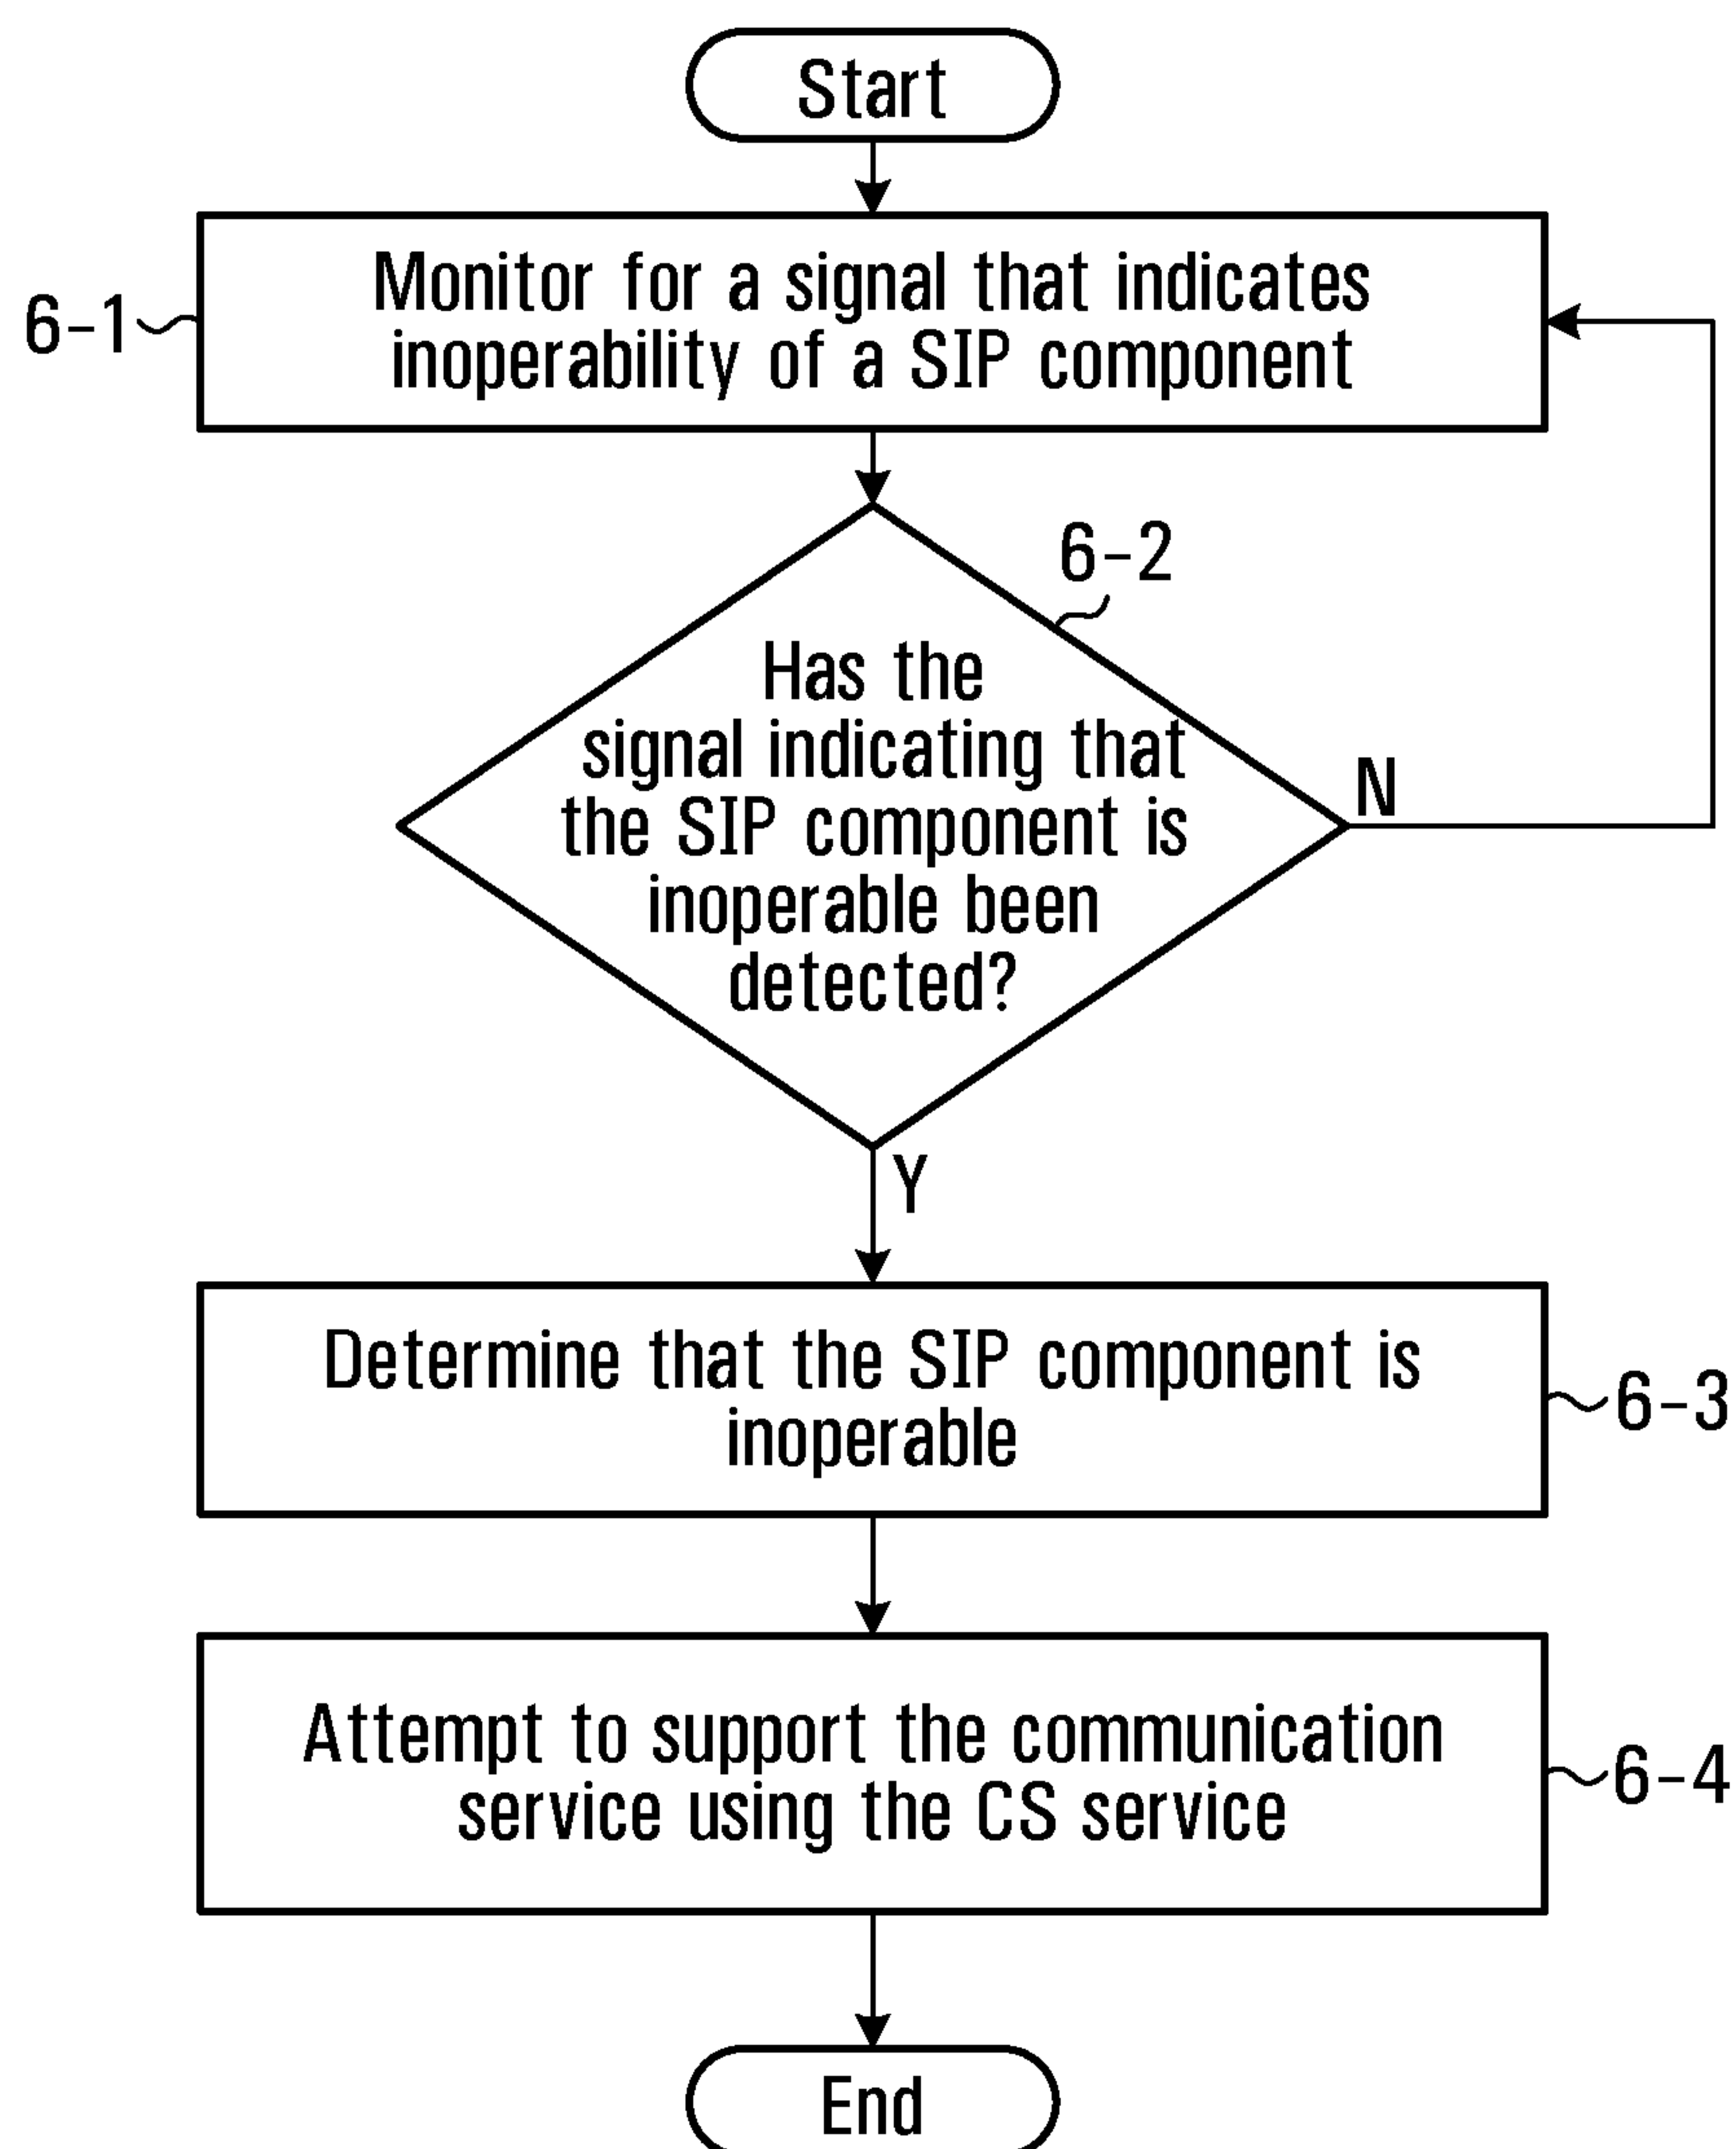 Start
Monitor for a signal that indicates
inoperability of a SIP component
6-1
6-2
Has the
signal indicating that
the SIP component is
inoperable been
detected?
N
Y
Determine that the SIP component is
inoperable
6-3
Attempt to support the communication
service using the CS service
6-4
End